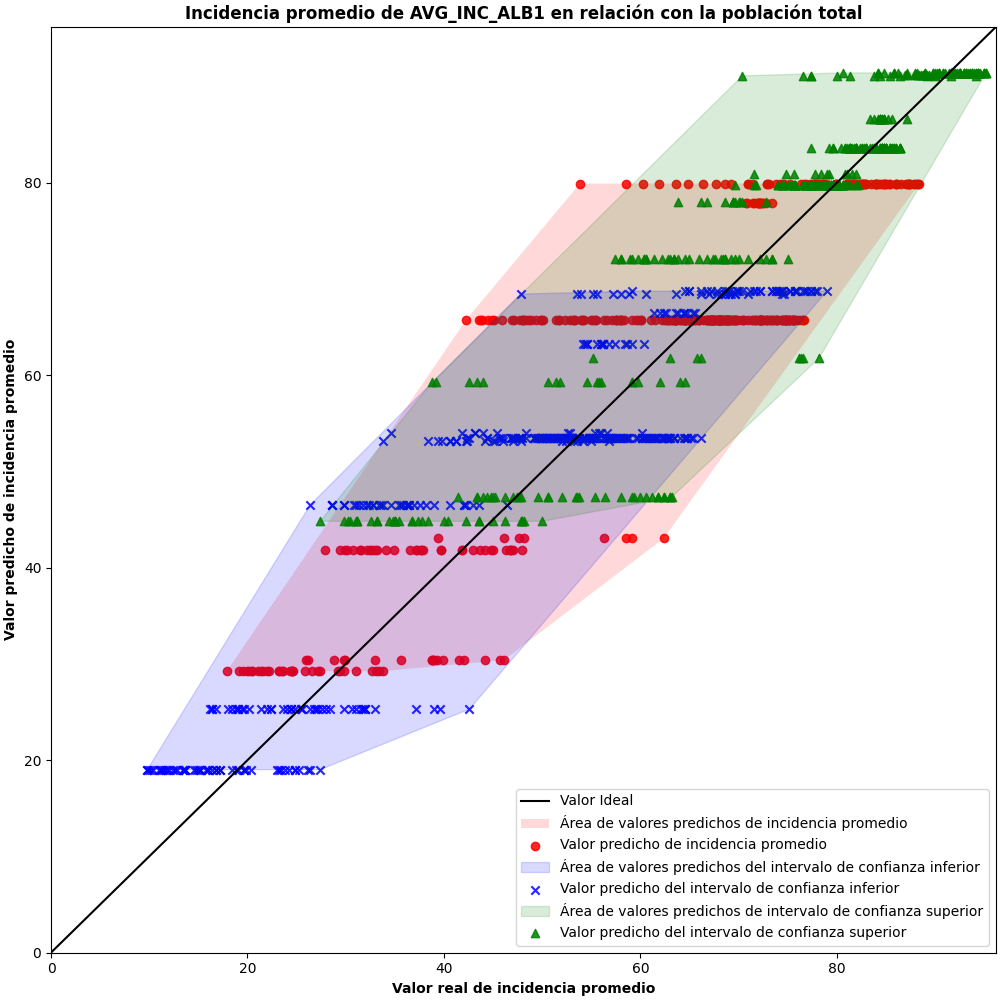 Incidencia promedio de AVG_INC_ALB1 en relación con la población total
Valor predicho de incidencia promedio
80
60
40
20
0
0 20 40 60 80
Valor real de incidencia promedio
Valor Ideal
Área de valores predichos de incidencia promedio
Valor predicho de incidencia promedio
Área de valores predichos del intervalo de confianza inferior
Valor predicho del intervalo de confianza inferior
Área de valores predichos de intervalo de confianza superior
Valor predicho del intervalo de confianza superior